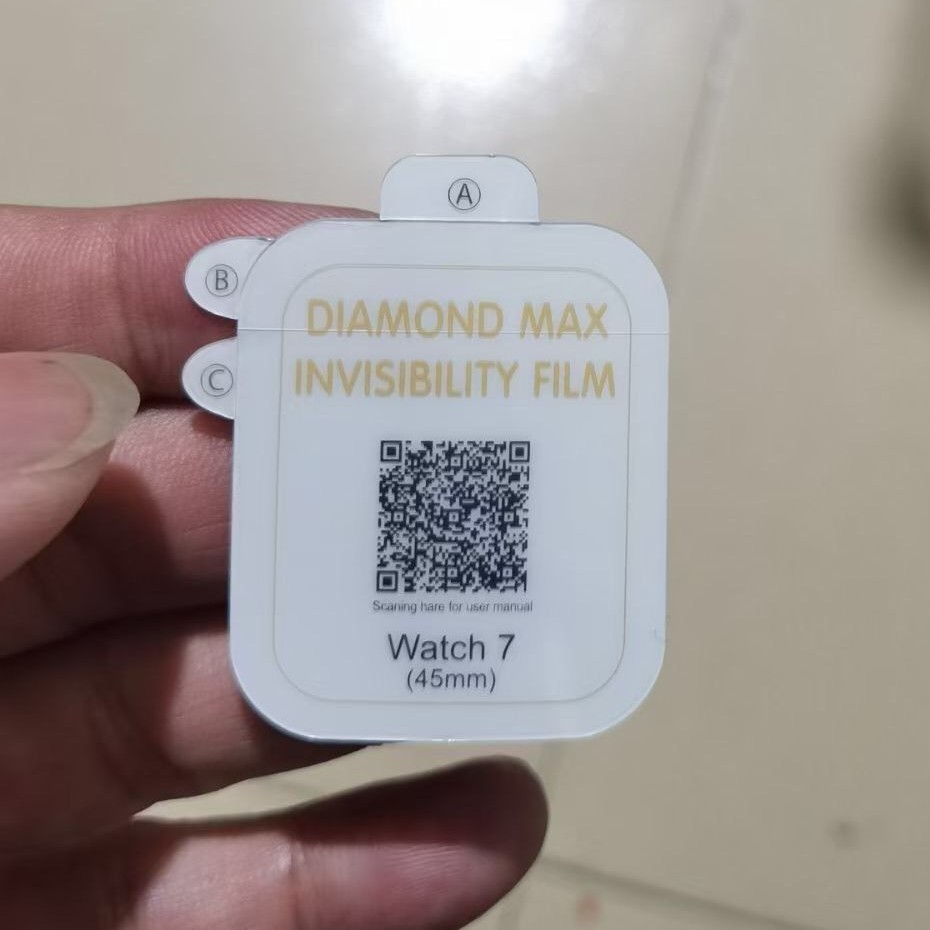 A
B
DIAMOND MAX
C
INVISIBILITY FILM
Scaning hare for user manual
Watch 7
(45mm)